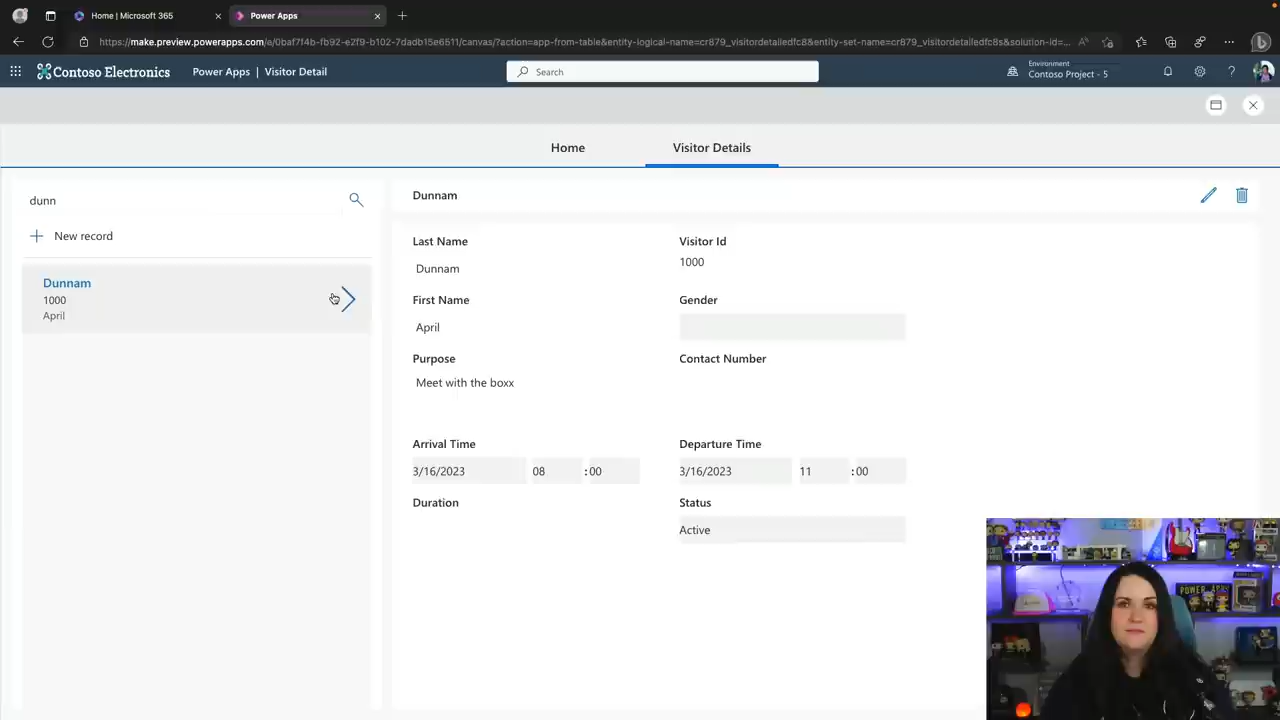 Home | Microsoft 365
Power Apps
https://make.preview.powerapps.com/e/0baf7f4b-fb92-e2f9-b102-7dadb15e6511/canvas/?action=app-from-table&entity-logical-name=cr879_visitordetailedfc8&entity-set-name=cr879_visitordetailedfc8s&solution-id=...
Contoso Electronics
Power Apps | Visitor Detail
Search
Environment
Contoso Project - 5
Home
Visitor Details
dunn
New record
Dunnam
1000
April
Dunnam
Last Name
Visitor Id
Dunnam
1000
First Name
Gender
April
Purpose
Contact Number
Meet with the boxx
Arrival Time
Departure Time
3/16/2023 08 :00
3/16/2023 11 :00
Duration
Status
Active
POWER APPS